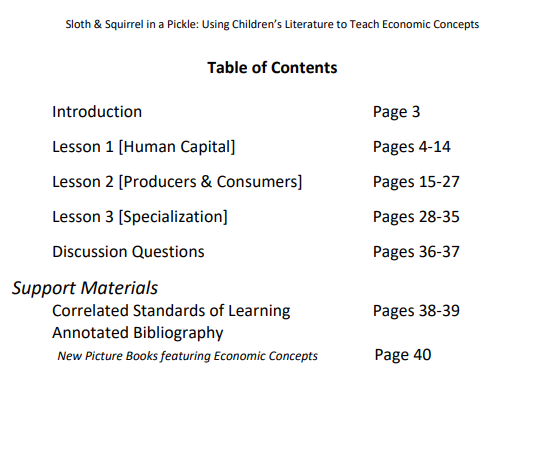 Sloth & Squirrel in a Pickle: Using Children's Literature to Teach Economic Concepts
Table of Contents
Introduction Page 3
Lesson 1 [Human Capital] Pages 4-14
Lesson 2 [Producers & Consumers] Pages 15-27
Lesson 3 [Specialization] Pages 28-35
Discussion Questions Pages 36-37
Support Materials
Correlated Standards of Learning Pages 38-39
Annotated Bibliography
New Picture Books featuring Economic Concepts Page 40